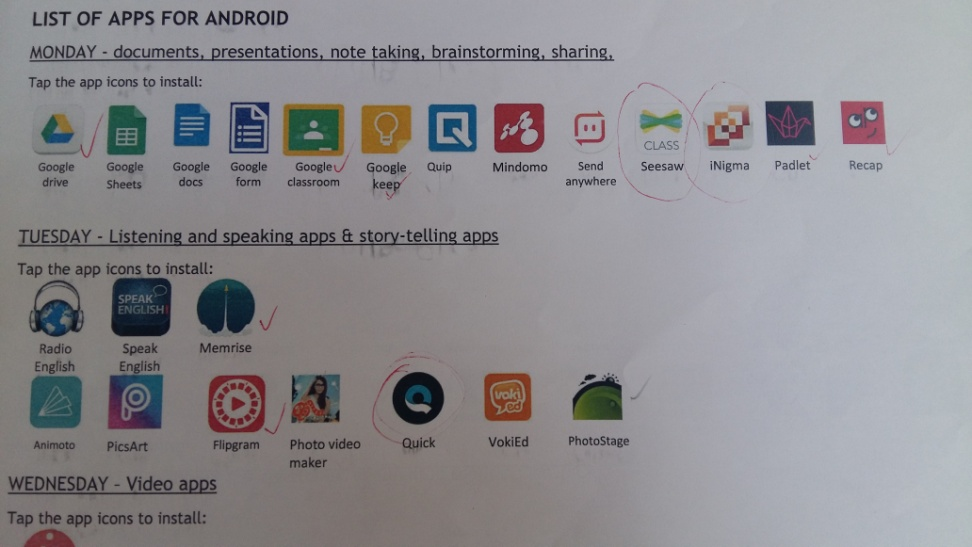 LIST OF APPS FOR ANDROID
MONDAY - documents, presentations, note taking, brainstorming, sharing,
Tap the app icons to install:
CLASS
Google drive Google Sheets Google docs Google form Google classroom Google keep Quip Mindomo Send anywhere Seesaw iNigma Padlet Recap
TUESDAY - Listening and speaking apps & story-telling apps
Tap the app icons to install:
SPEAK
ENGLISH!
Radio English Speak English Memrise
voki
ed
Animoto PicsArt Flipgram Photo video maker Quick VokiEd PhotoStage
WEDNESDAY – Video apps
Tap the app icons to install: